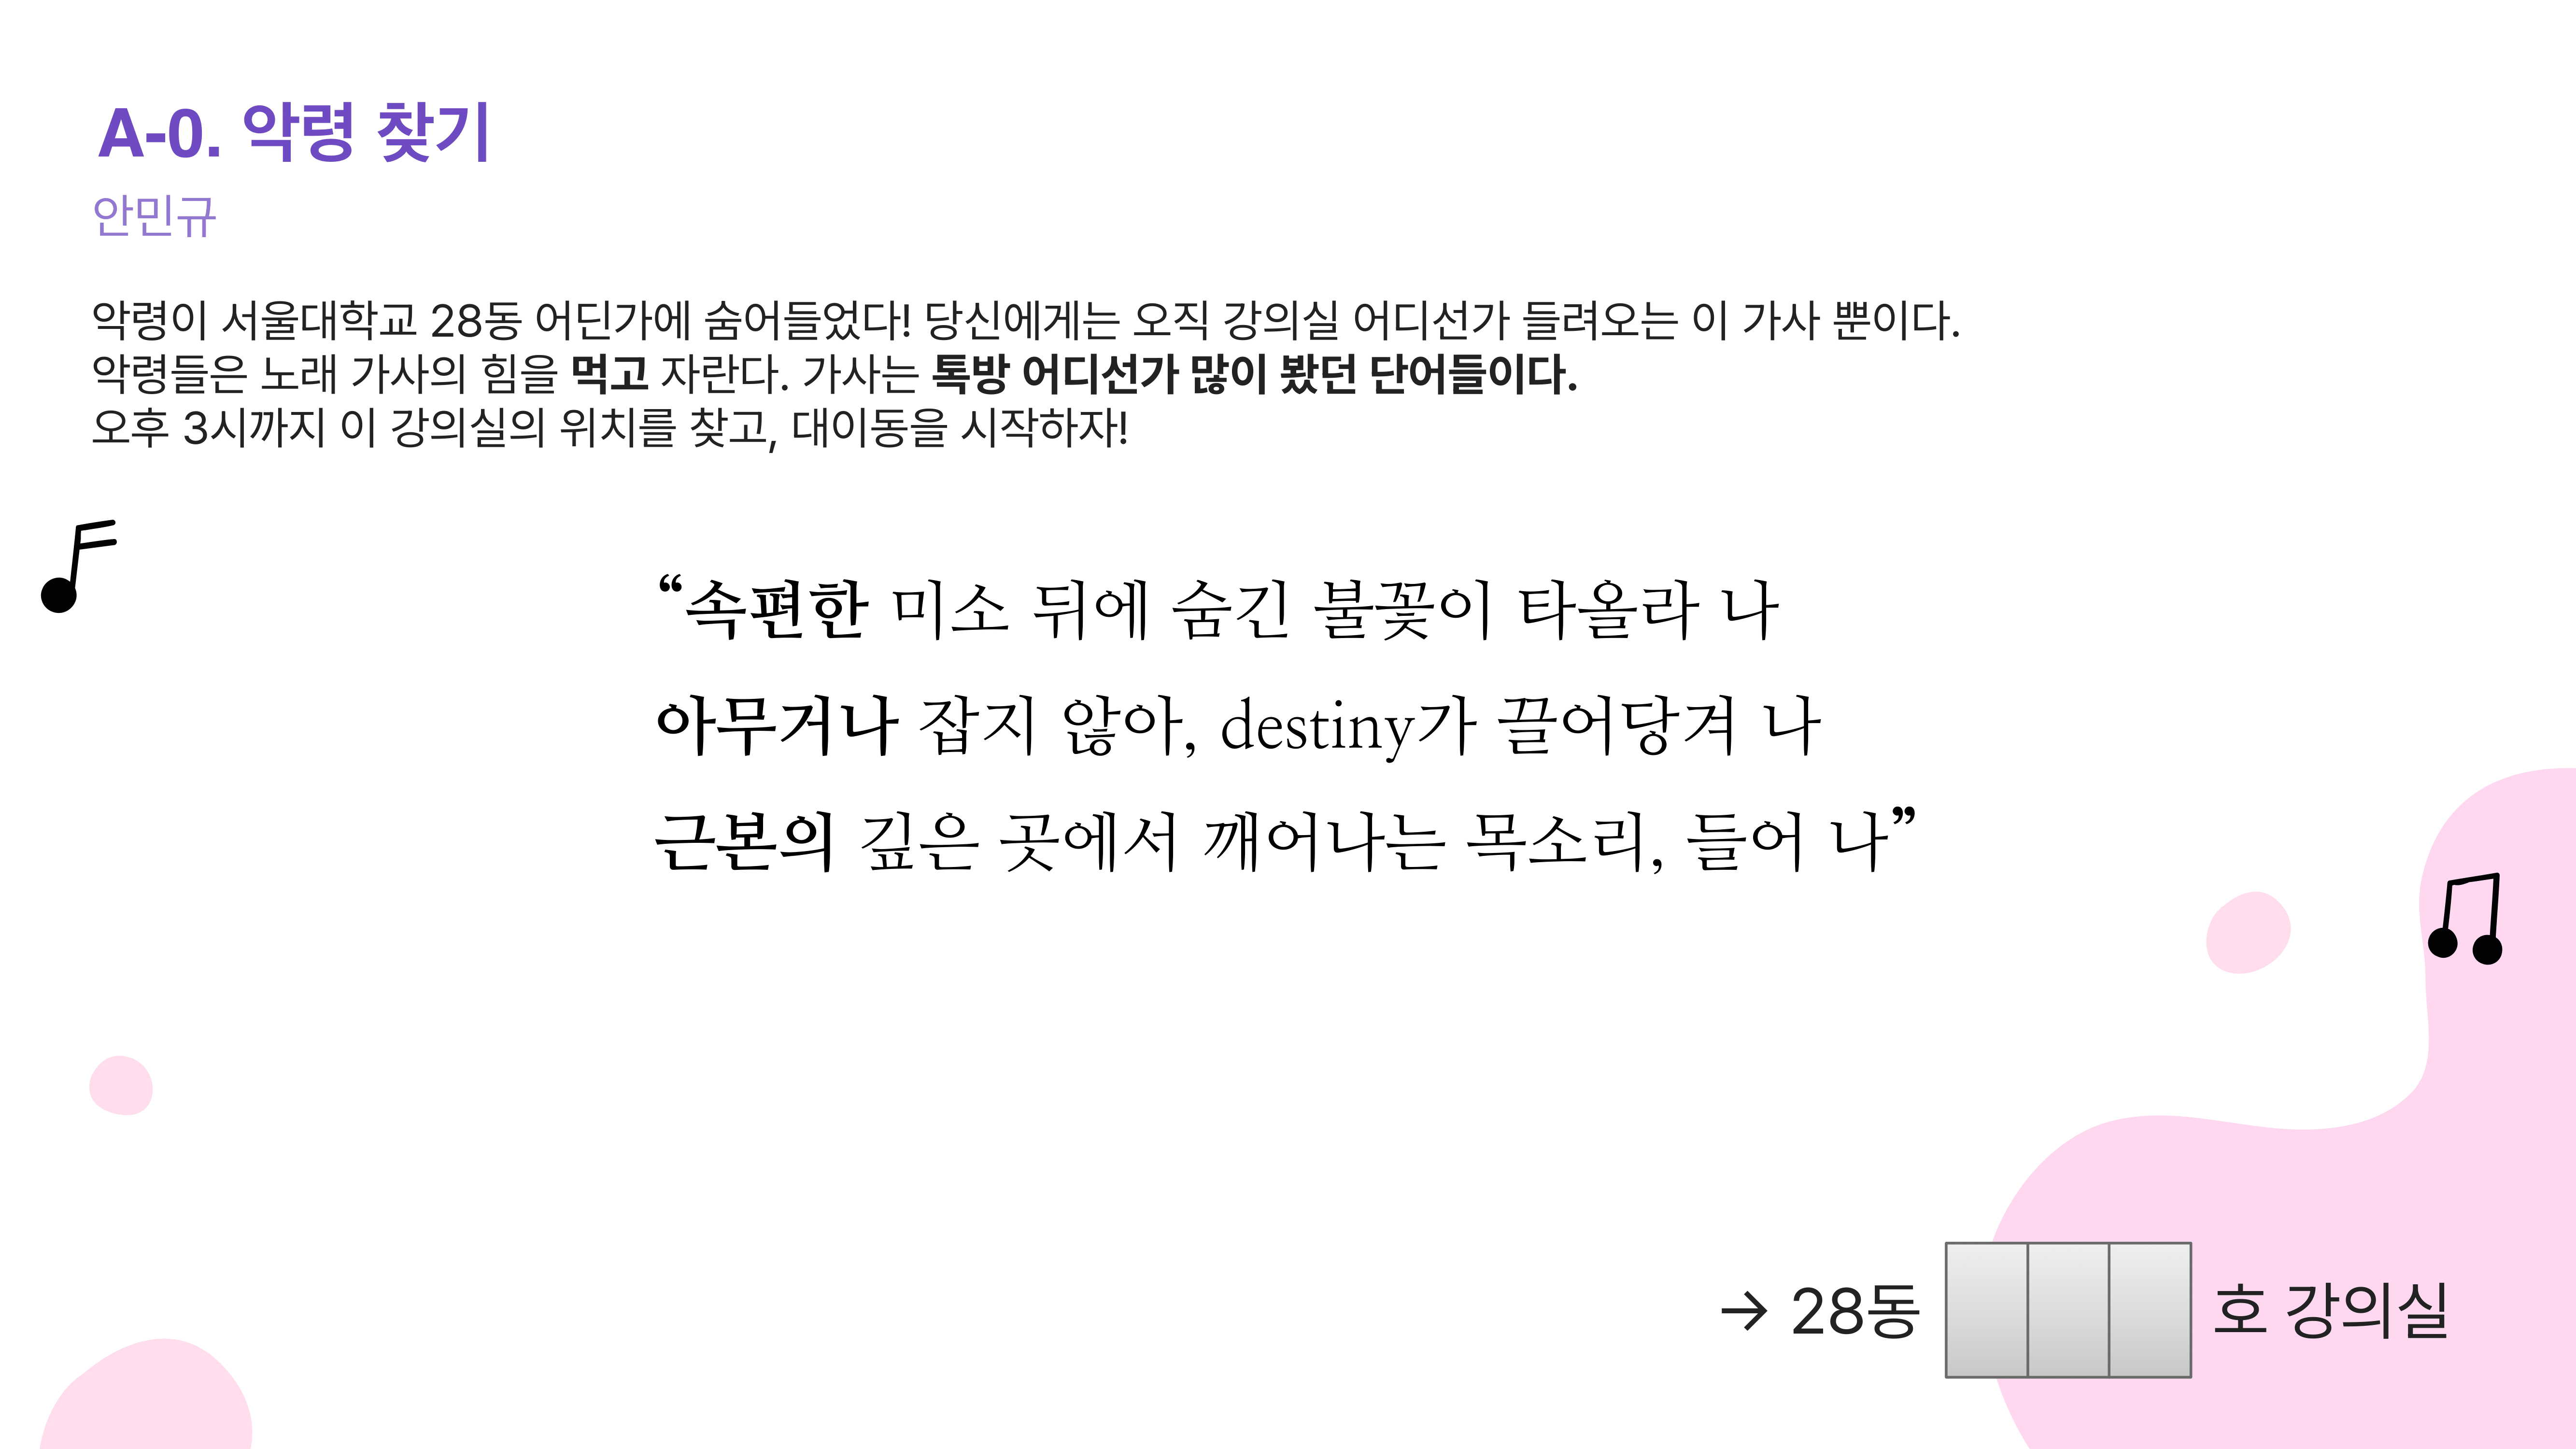 A-0. 악령 찾기
안민규
악령이 서울대학교 28동 어딘가에 숨어들었다! 당신에게는 오직 강의실 어디선가 들려오는 이 가사 뿐이다.
악령들은 노래 가사의 힘을 먹고 자란다. 가사는 톡방 어디선가 많이 봤던 단어들이다.
오후 3시까지 이 강의실의 위치를 찾고, 대이동을 시작하자!
“속편한 미소 뒤에 숨긴 불꽃이 타올라 나
아무거나 잡지 않아, destiny가 끌어당겨 나
근본의 깊은 곳에서 깨어나는 목소리, 들어 나”
→ 28동 호 강의실